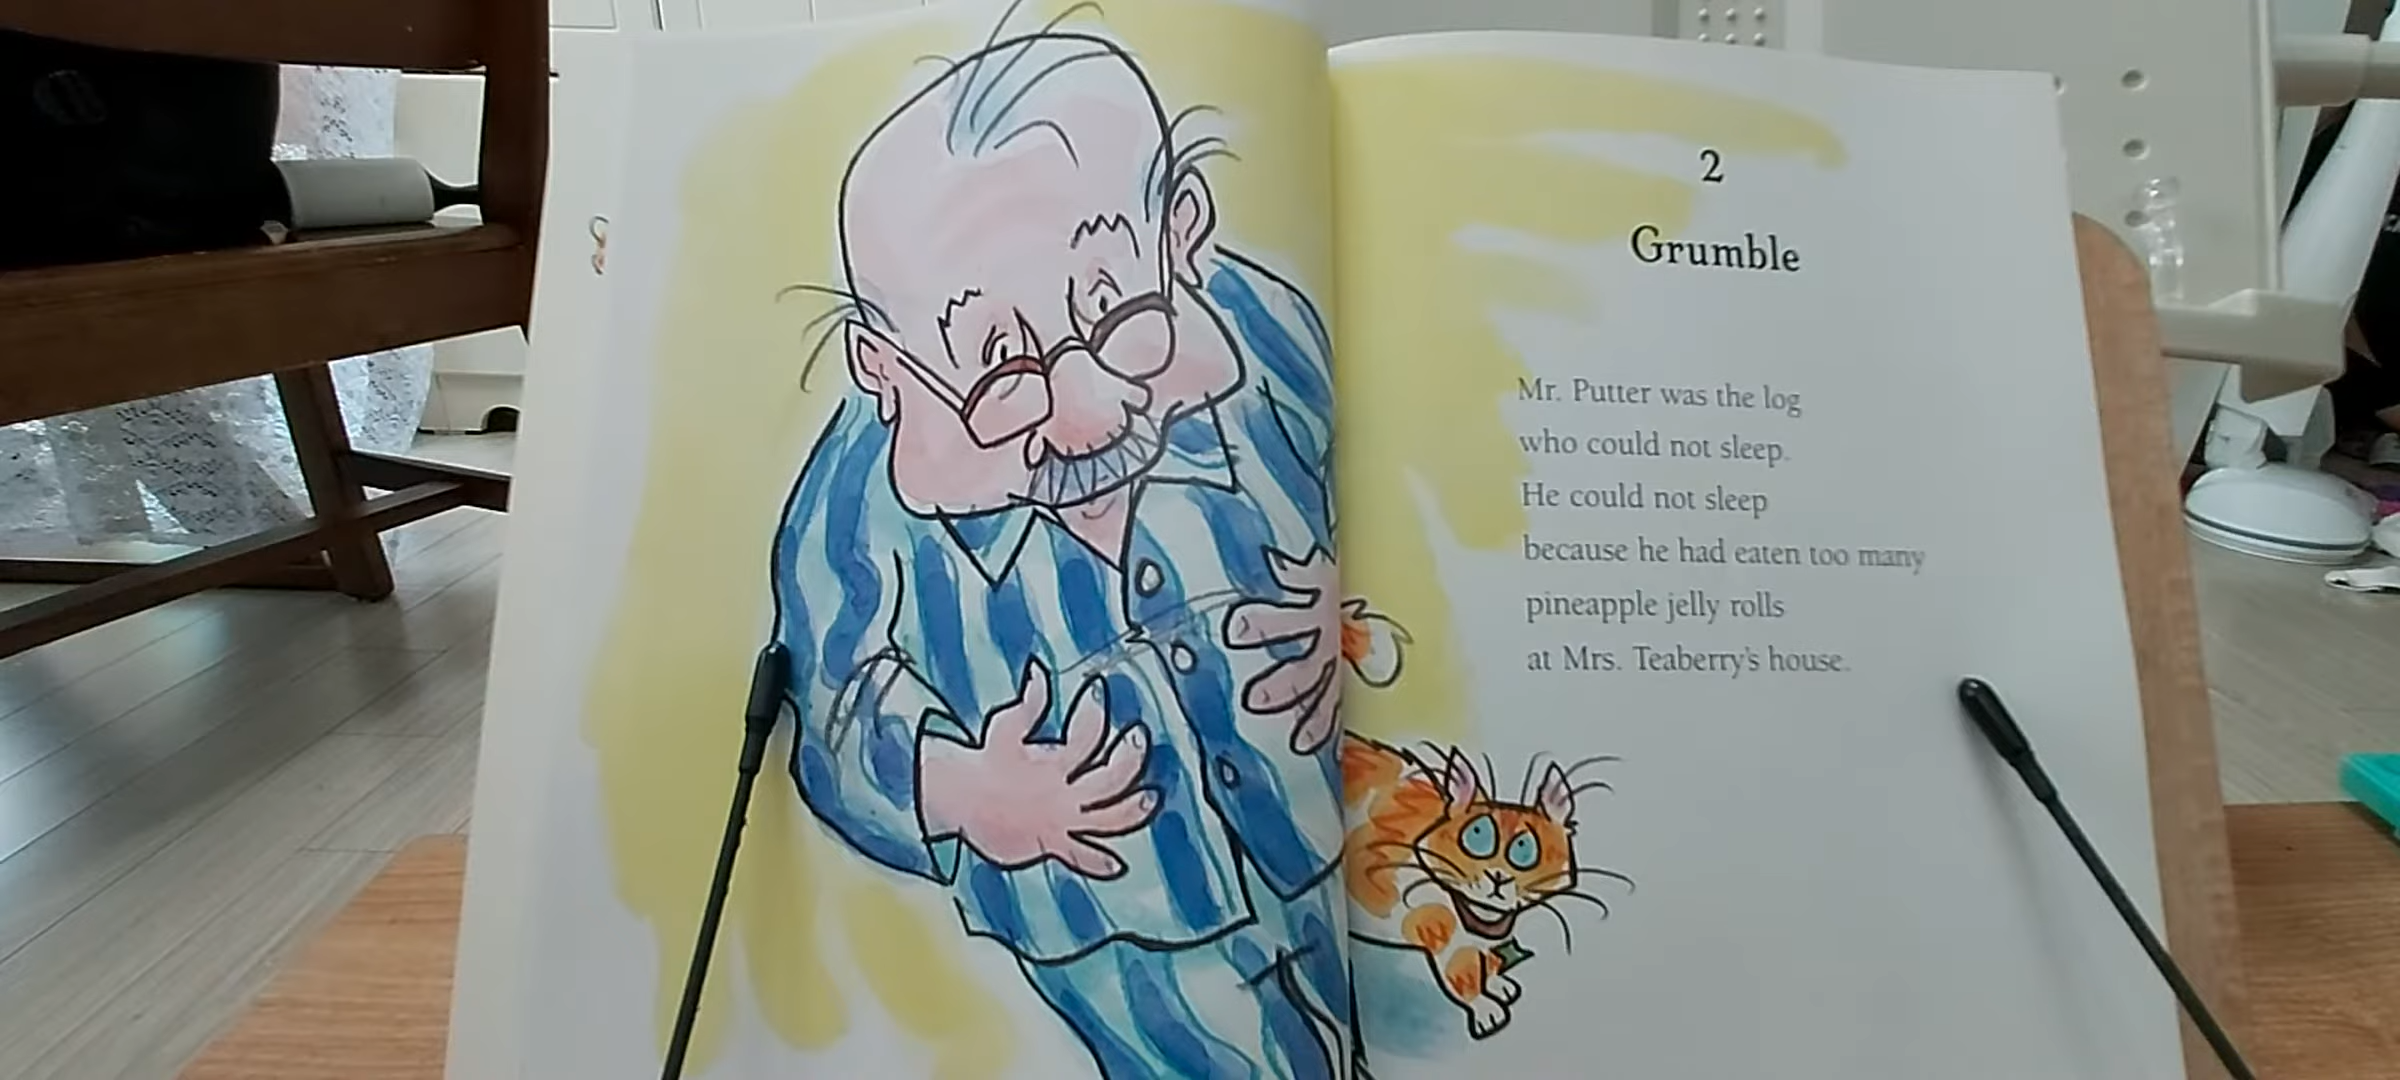 2
Grumble
Mr. Putter was the log
who could not sleep.
He could not sleep
because he had eaten too many
pineapple jelly rolls
at Mrs. Teaberry's house.